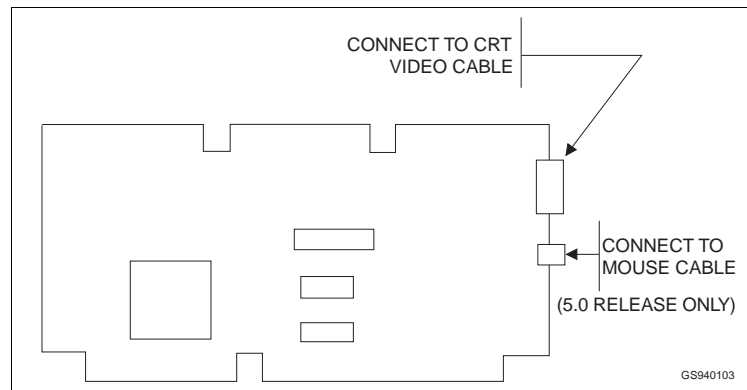 CONNECT TO CRT
VIDEO CABLE
CONNECT TO
MOUSE CABLE
(5.0 RELEASE ONLY)
GS940103